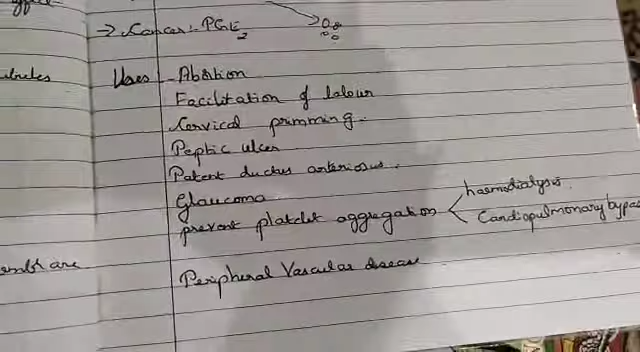 → Cancer:- PGE2
Uses - Abortion
Facilitation of labour
Cervical primming.
Peptic ulcer
Patent ductus arteriosus.
Glaucoma
prevent platelet aggregation < haemodialysis.
Cardiopulmonary bypass
Peripheral Vascular disease